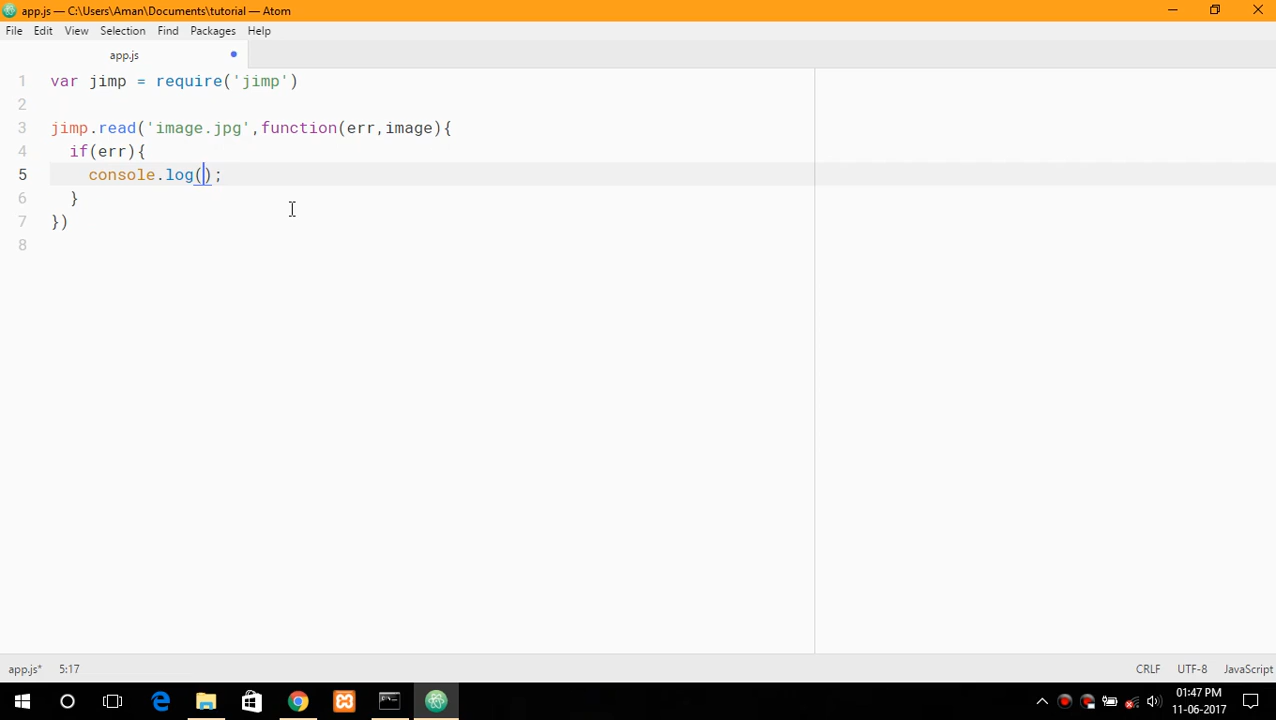 app.js — C:\Users\Aman\Documents\tutorial — Atom
File Edit View Selection Find Packages Help
app.js
1 var jimp = require('jimp')
2
3 jimp.read('image.jpg',function(err,image){
4 if(err){
5 console.log();
6 }
7 })
8
app.js* 5:17 CRLF UTF-8 JavaScript
01:47 PM
11-06-2017